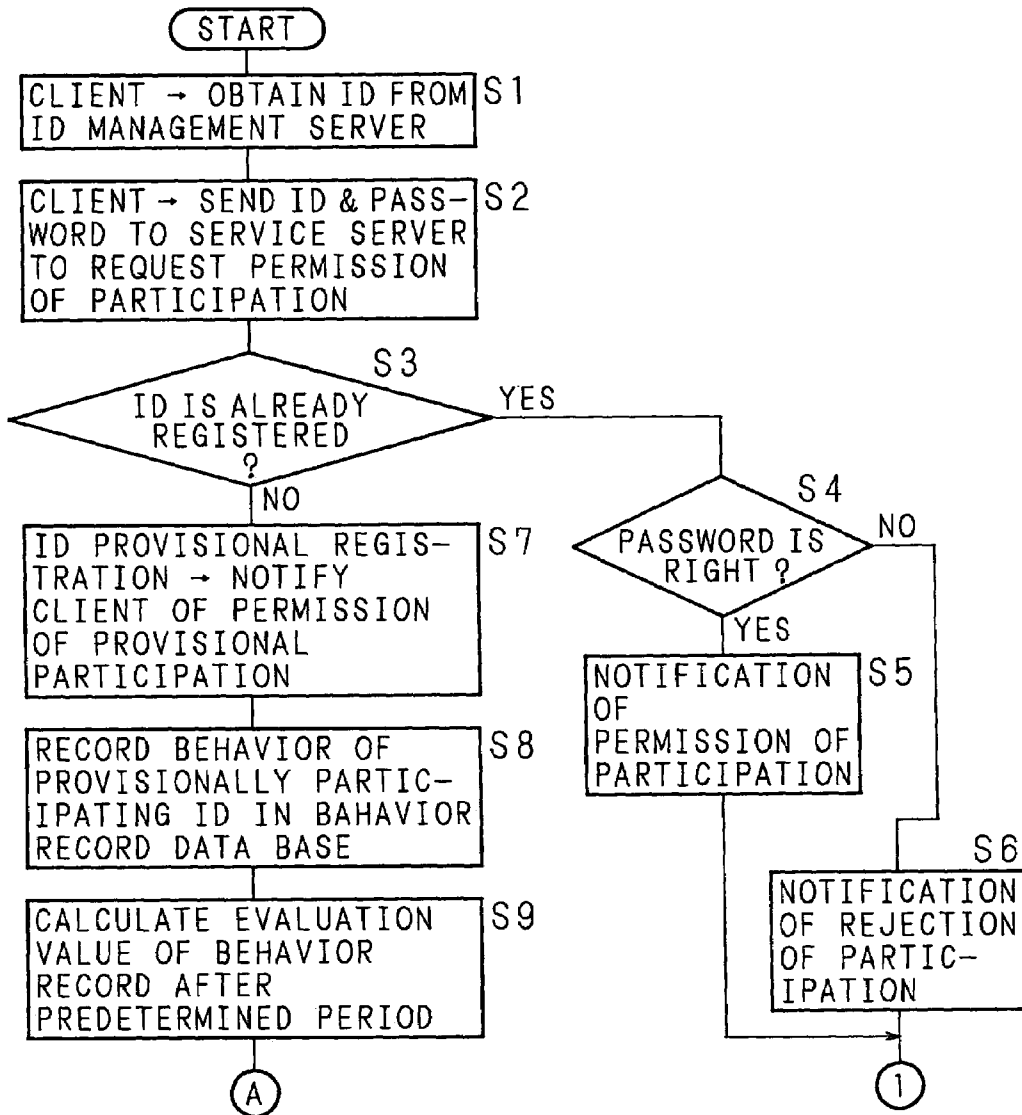 START
CLIENT → OBTAIN ID FROM
ID MANAGEMENT SERVER
S1
CLIENT → SEND ID & PASS-
WORD TO SERVICE SERVER
TO REQUEST PERMISSION
OF PARTICIPATION
S2
S3
ID IS ALREADY
REGISTERED
?
YES
NO
S4
PASSWORD IS
RIGHT ?
NO
YES
NOTIFICATION
OF
PERMISSION OF
PARTICIPATION
S5
S6
NOTIFICATION
OF REJECTION
OF PARTIC-
IPATION
ID PROVISIONAL REGIS-
TRATION → NOTIFY
CLIENT OF PERMISSION
OF PROVISIONAL
PARTICIPATION
S7
RECORD BEHAVIOR OF
PROVISIONALLY PARTIC-
IPATING ID IN BAHAVIOR
RECORD DATA BASE
S8
CALCULATE EVALUATION
VALUE OF BEHAVIOR
RECORD AFTER
PREDETERMINED PERIOD
S9
A
1